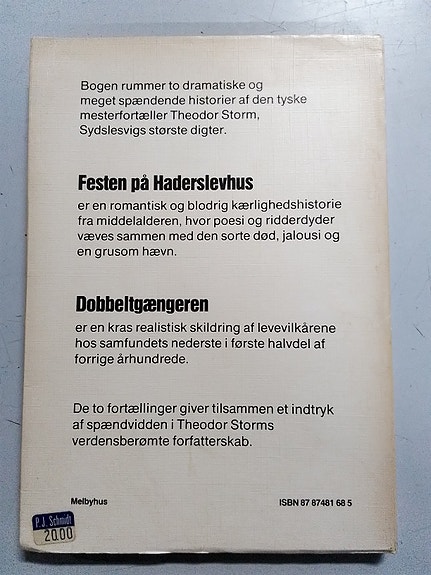 Bogen rummer to dramatiske og
meget spændende historier af den tyske
mesterfortæller Theodor Storm,
Sydslesvigs største digter.
Festen på Haderslevhus
er en romantisk og blodrig kærlighedshistorie
fra middelalderen, hvor poesi og ridderdyder
væves sammen med den sorte død, jalousi og
en grusom hævn.
Dobbeltgængeren
er en kras realistisk skildring af levevilkårene
hos samfundets nederste i første halvdel af
forrige århundrede.
De to fortællinger giver tilsammen et indtryk
af spændvidden i Theodor Storms
verdensberømte forfatterskab.
Melbyhus
ISBN 87 87481 68 5
P. J. Schmidt
20.00